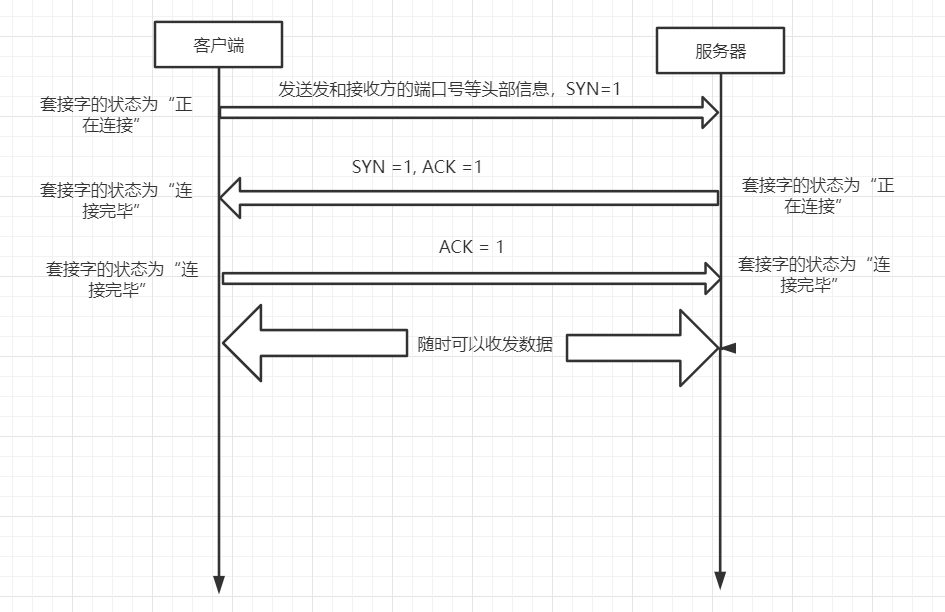 客户端
服务器
发送发和接收方的端口号等头部信息，SYN=1
套接字的状态为“正
在连接”
SYN =1, ACK =1
套接字的状态为“连
接完毕”
套接字的状态为“正
在连接”
ACK = 1
套接字的状态为“连
接完毕”
套接字的状态为“连
接完毕”
随时可以收发数据